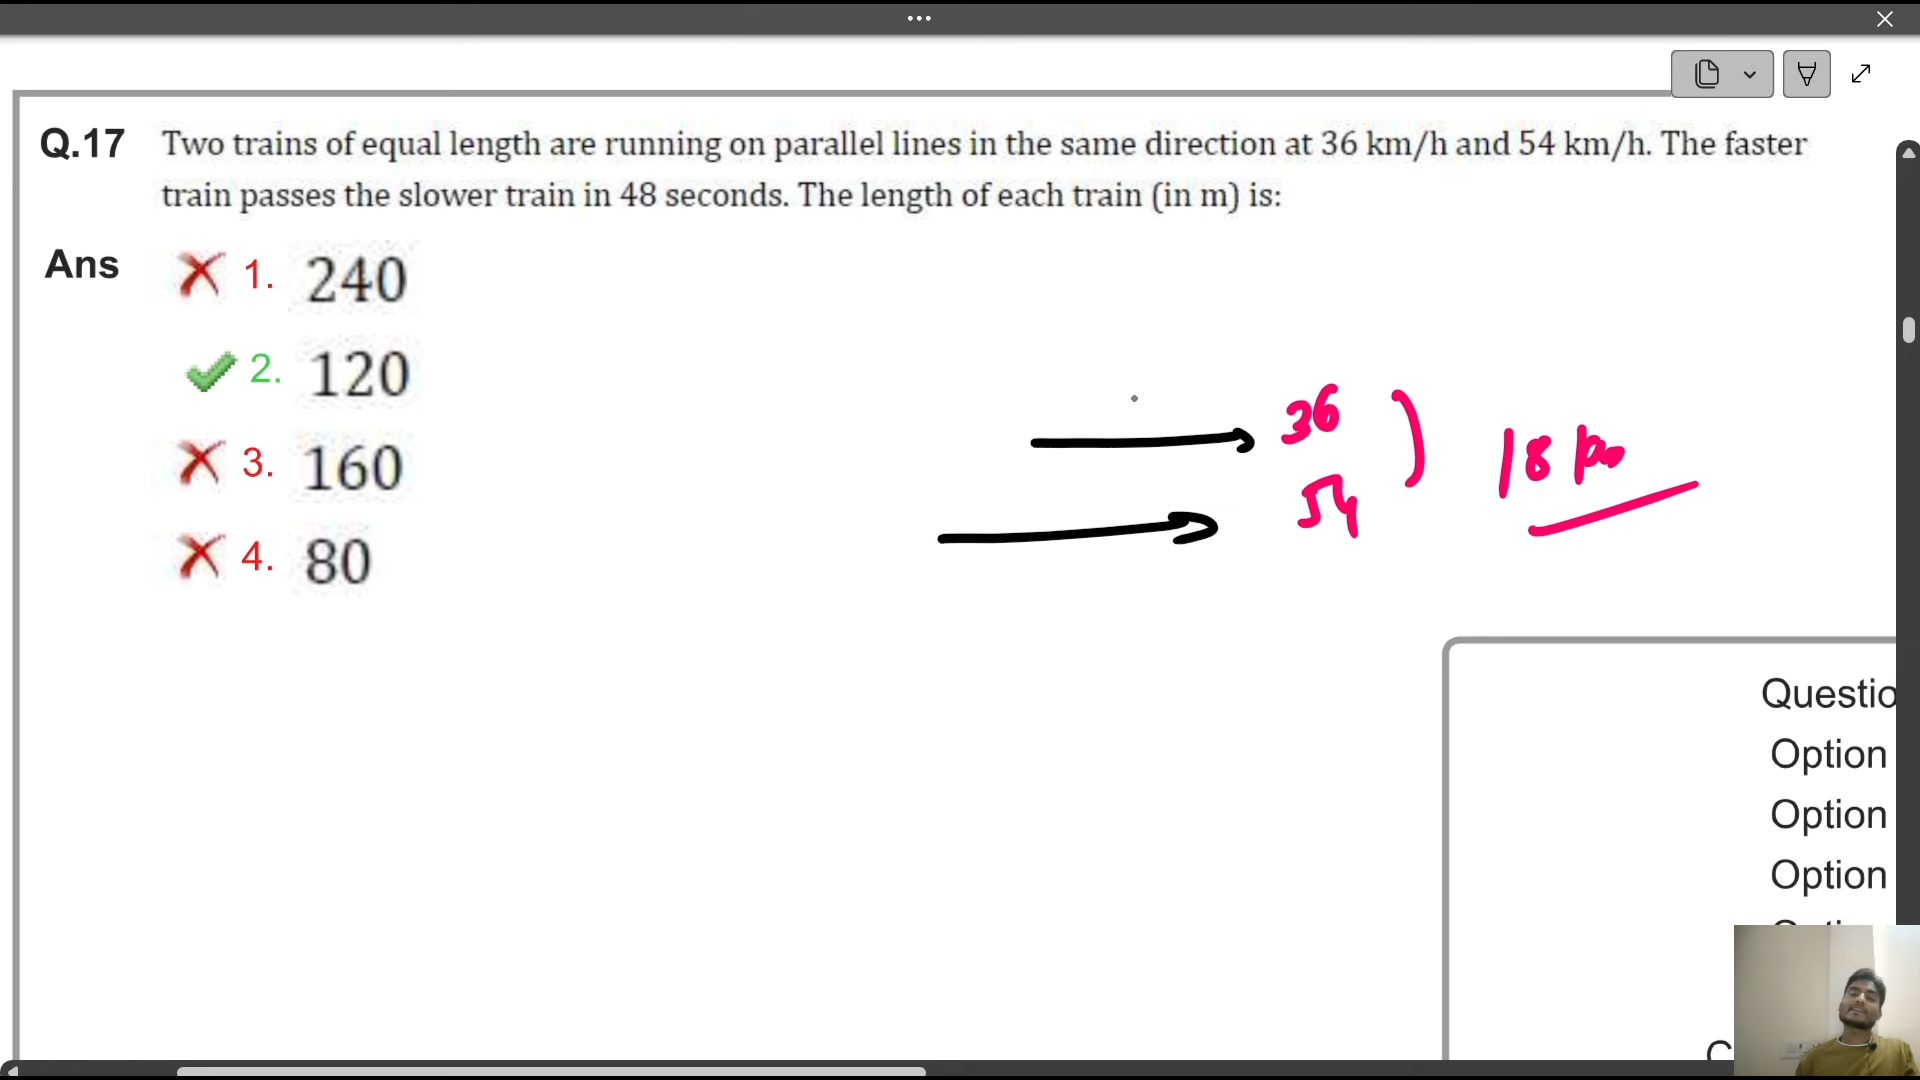 Q.17 Two trains of equal length are running on parallel lines in the same direction at 36 km/h and 54 km/h. The faster
train passes the slower train in 48 seconds. The length of each train (in m) is:
Ans 1. 240
2. 120
3. 160
4. 80
36
54
18 km
Questio
Option
Option
Option
C